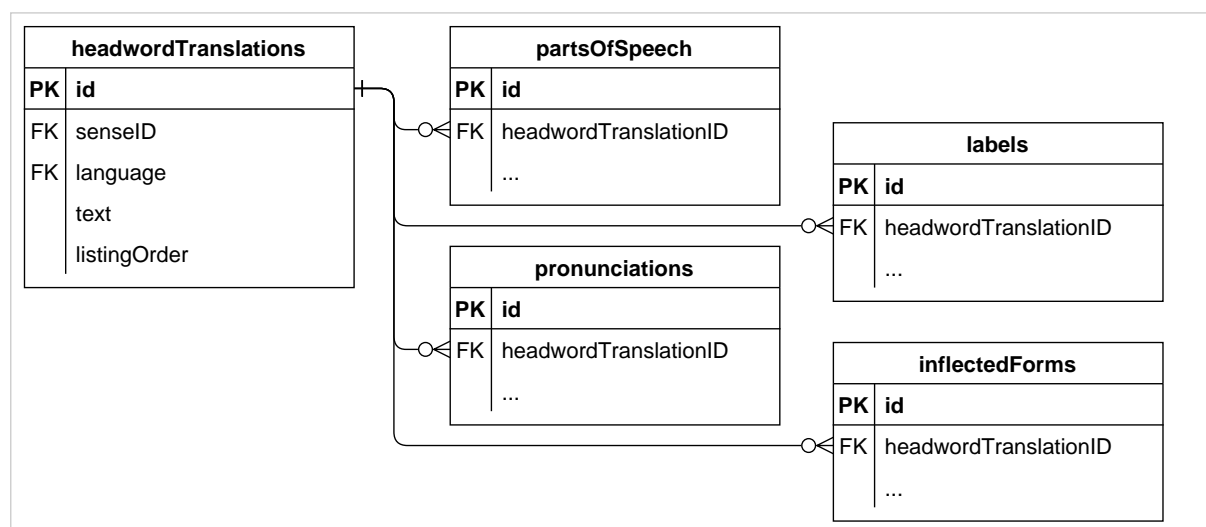 headwordTranslations
PK id
FK senseID
FK language
text
listingOrder
partsOfSpeech
PK id
FK headwordTranslationID
...
pronunciations
PK id
FK headwordTranslationID
...
labels
PK id
FK headwordTranslationID
...
inflectedForms
PK id
FK headwordTranslationID
...